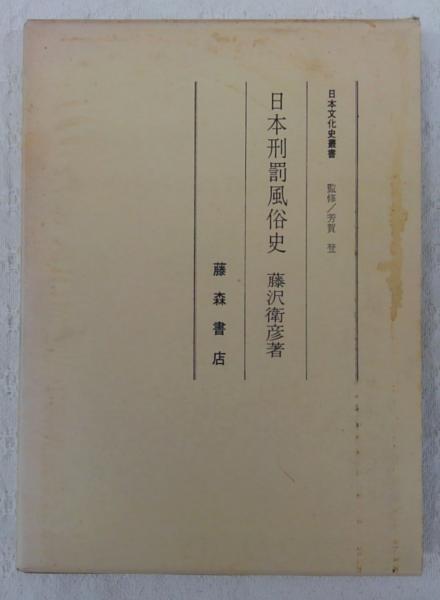 日本文化史叢書　監修／芳賀　登
日本刑罰風俗史　藤沢衛彦著
藤森書店